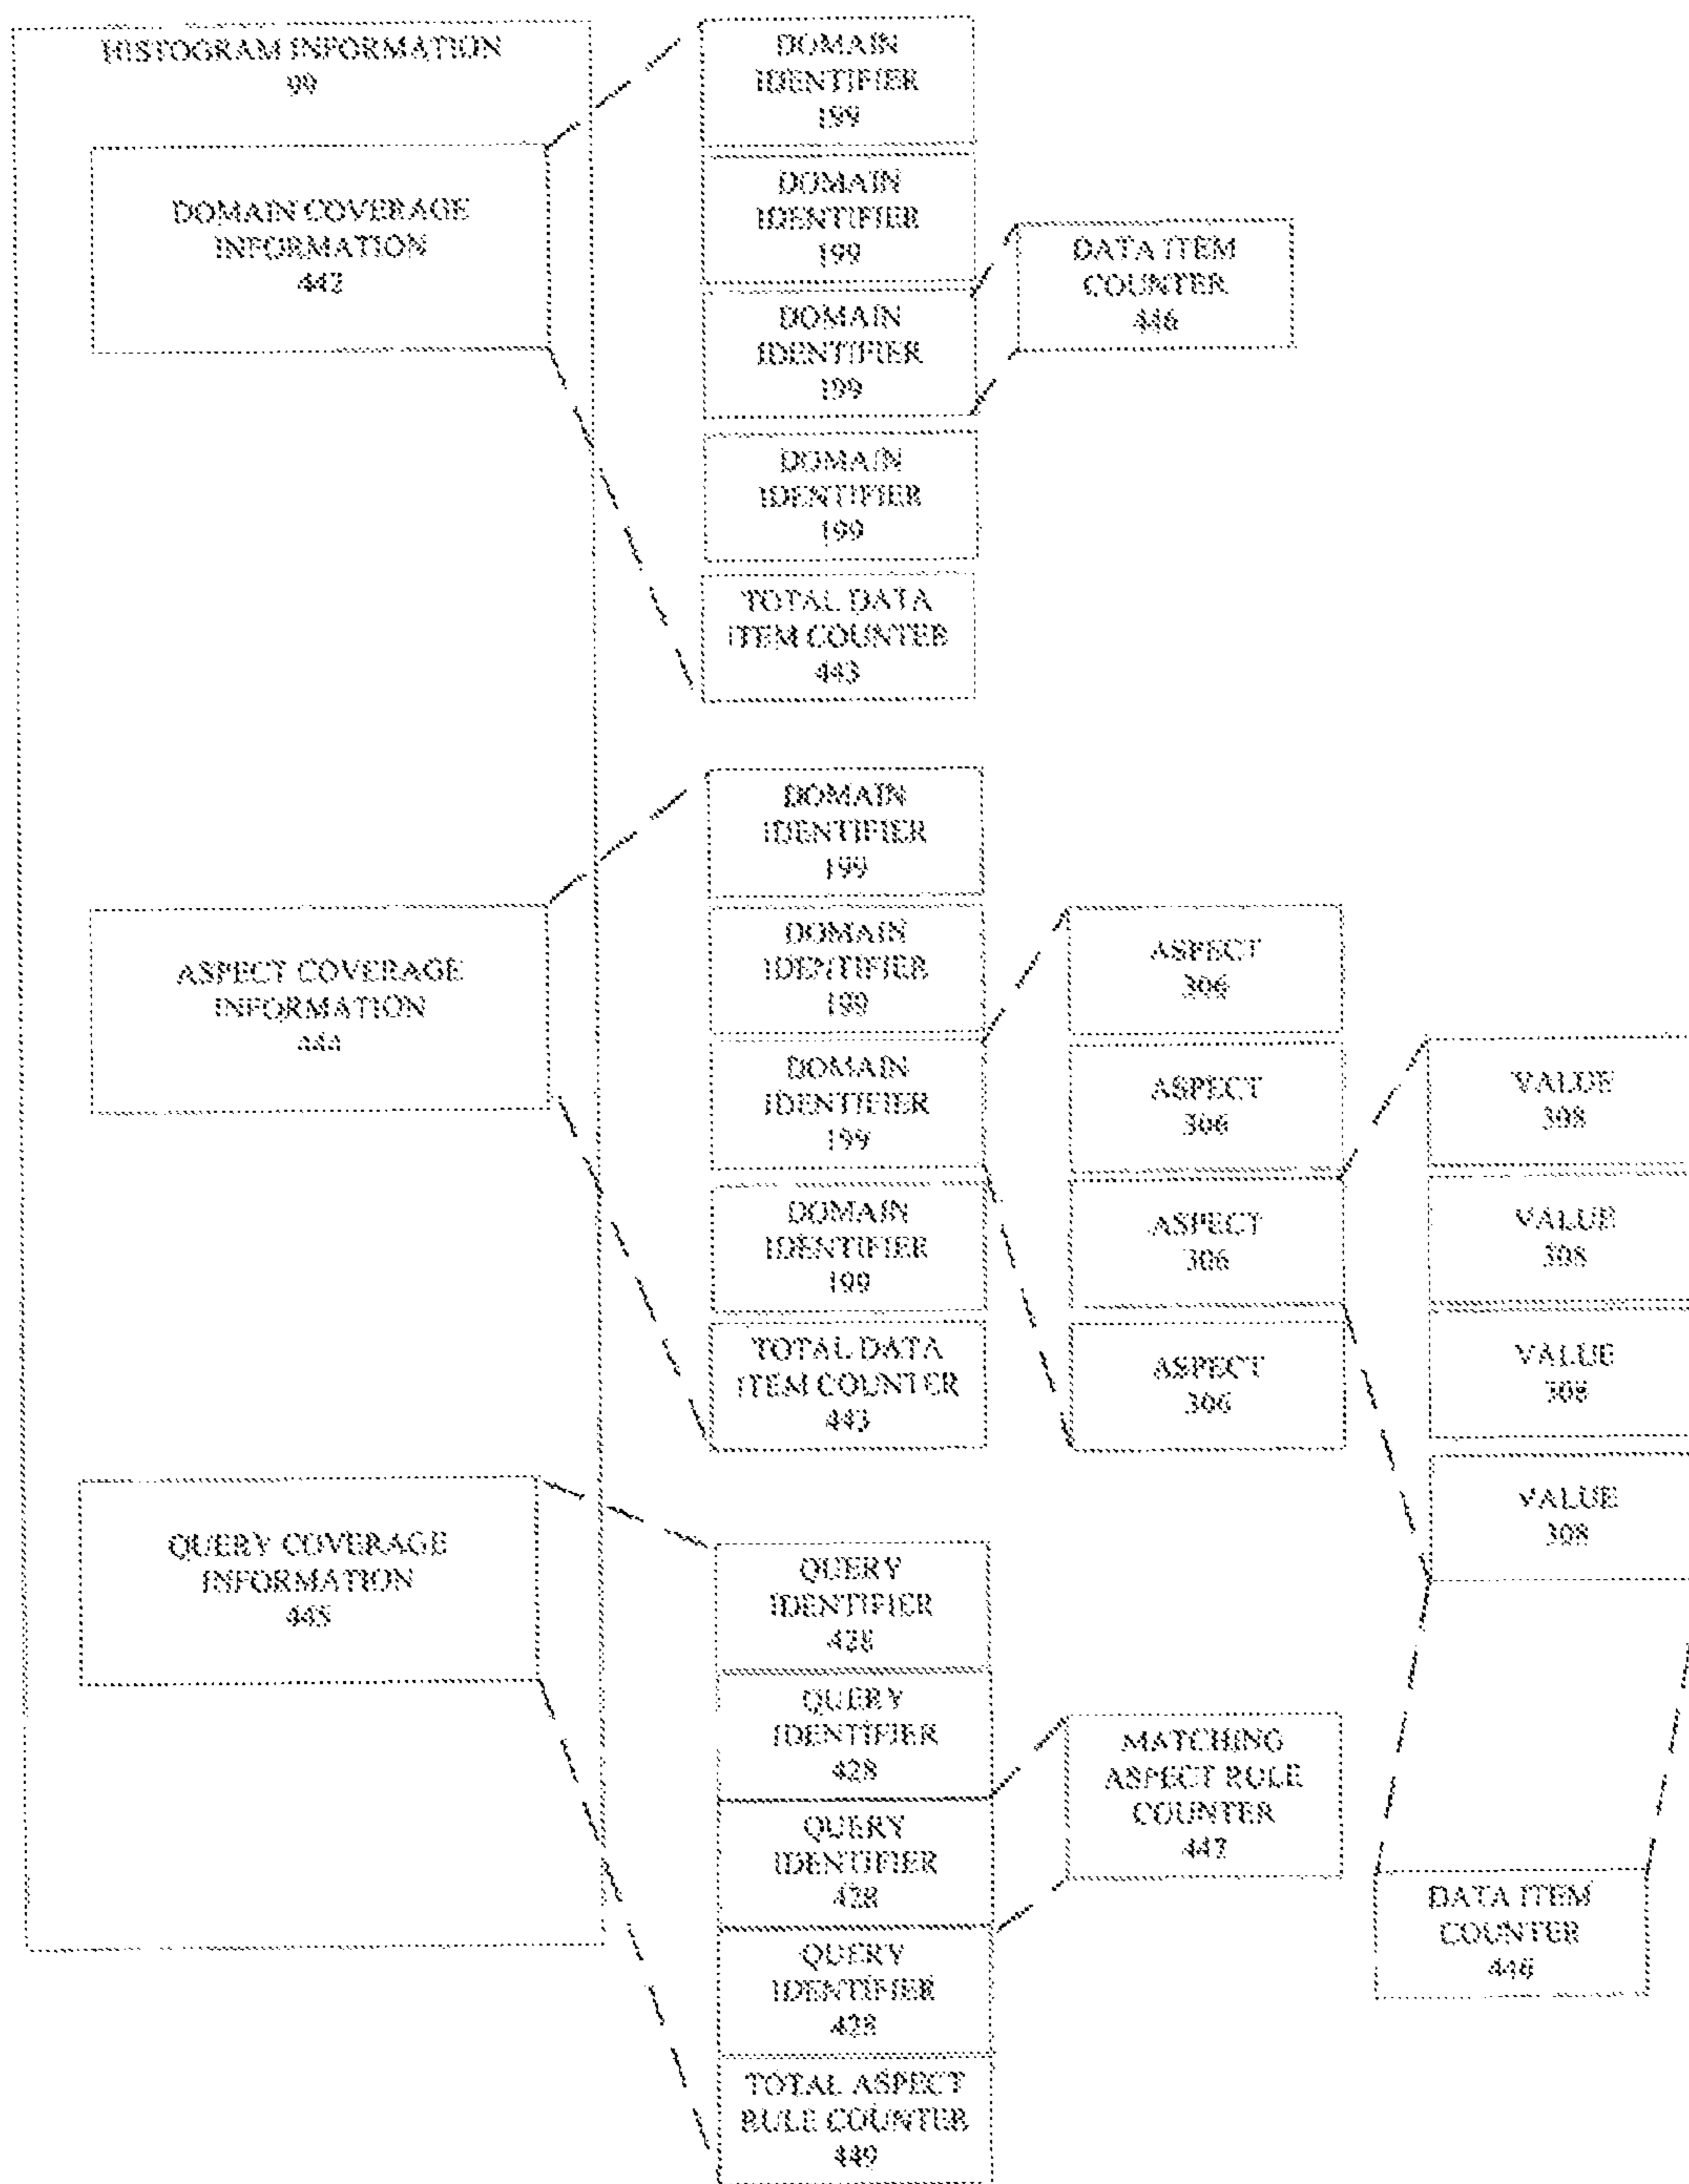 HISTOGRAM INFORMATION
99
DOMAIN COVERAGE
INFORMATION
442
DOMAIN
IDENTIFIER
199
DOMAIN
IDENTIFIER
199
DOMAIN
IDENTIFIER
199
DOMAIN
IDENTIFIER
199
TOTAL DATA
ITEM COUNTER
443
DATA ITEM
COUNTER
446
ASPECT COVERAGE
INFORMATION
444
DOMAIN
IDENTIFIER
199
DOMAIN
IDENTIFIER
199
DOMAIN
IDENTIFIER
199
DOMAIN
IDENTIFIER
199
TOTAL DATA
ITEM COUNTER
443
ASPECT
306
ASPECT
306
ASPECT
306
ASPECT
306
VALUE
308
VALUE
308
VALUE
308
VALUE
308
DATA ITEM
COUNTER
446
QUERY COVERAGE
INFORMATION
445
QUERY
IDENTIFIER
428
QUERY
IDENTIFIER
428
QUERY
IDENTIFIER
428
QUERY
IDENTIFIER
428
TOTAL ASPECT
RULE COUNTER
449
MATCHING
ASPECT RULE
COUNTER
447